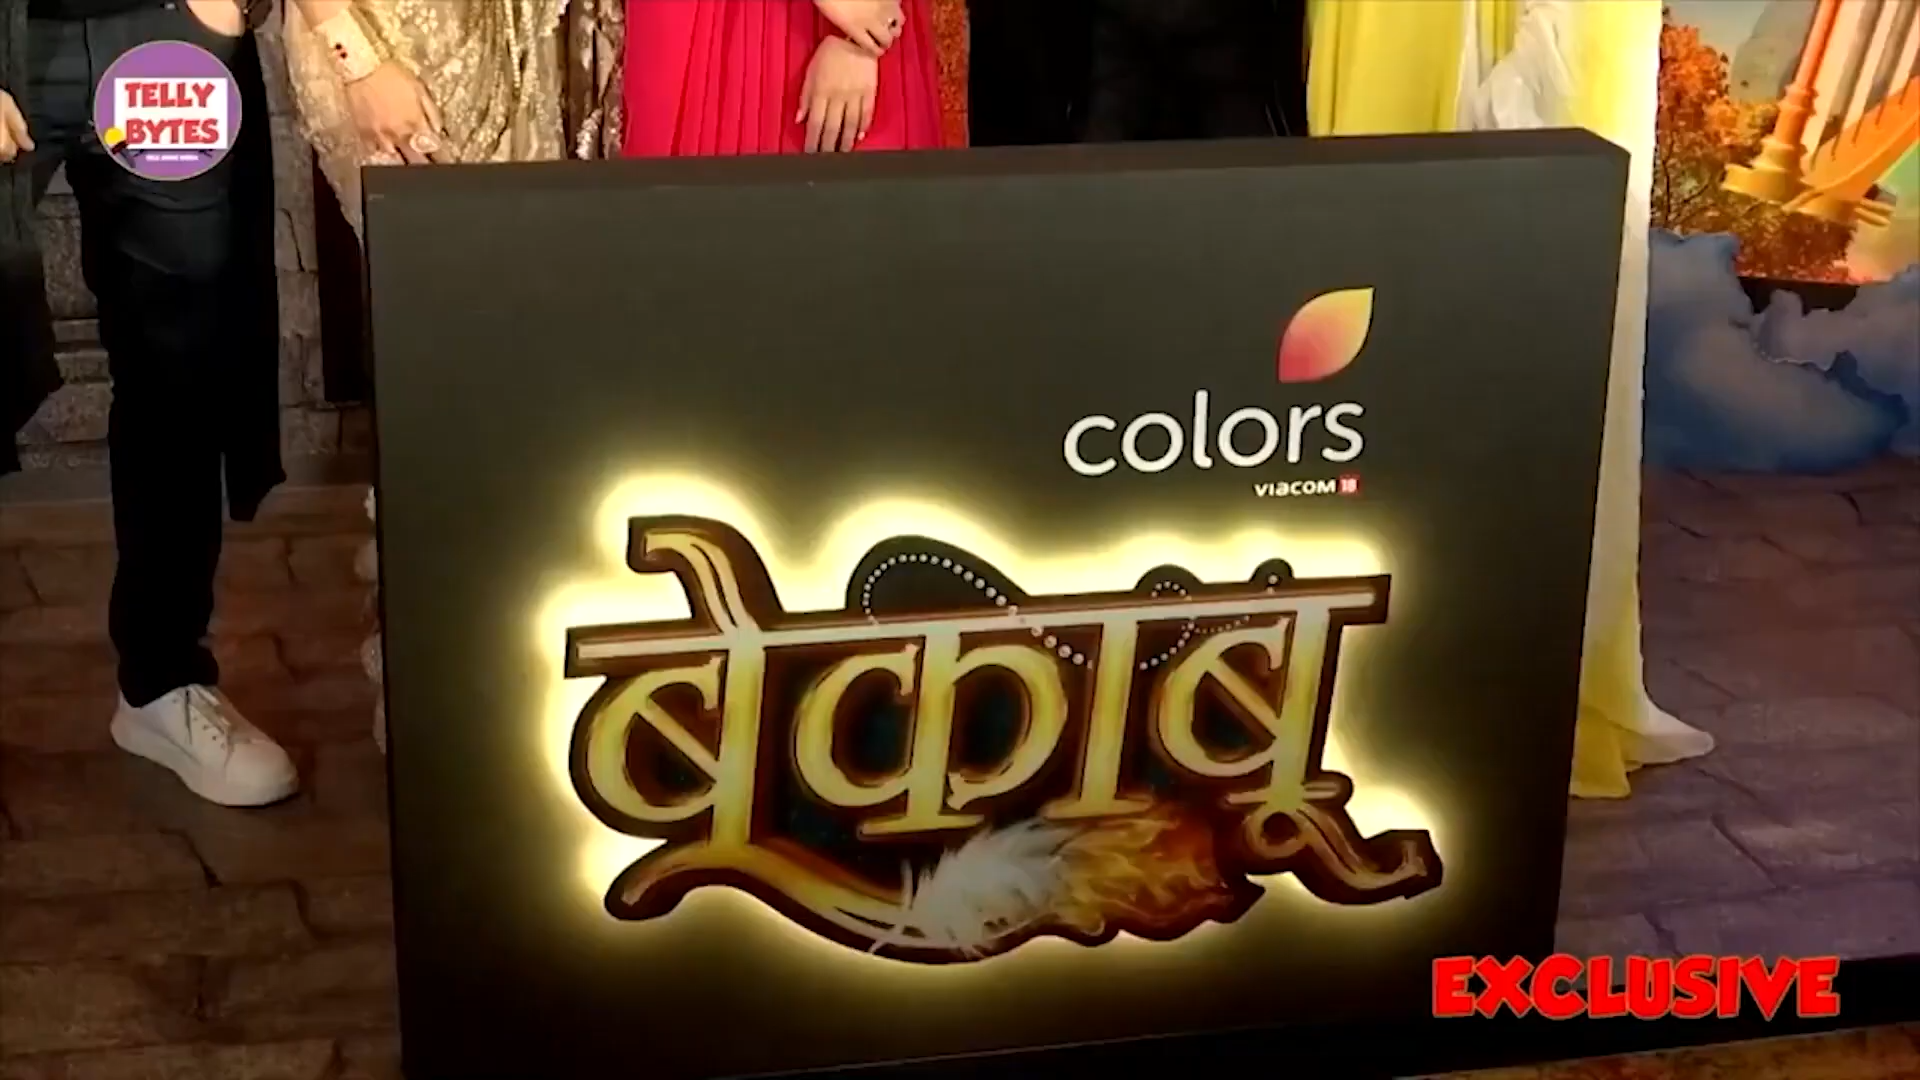 TELLY
BYTES
colors
VIACOM 18
बेकाबू
EXCLUSIVE